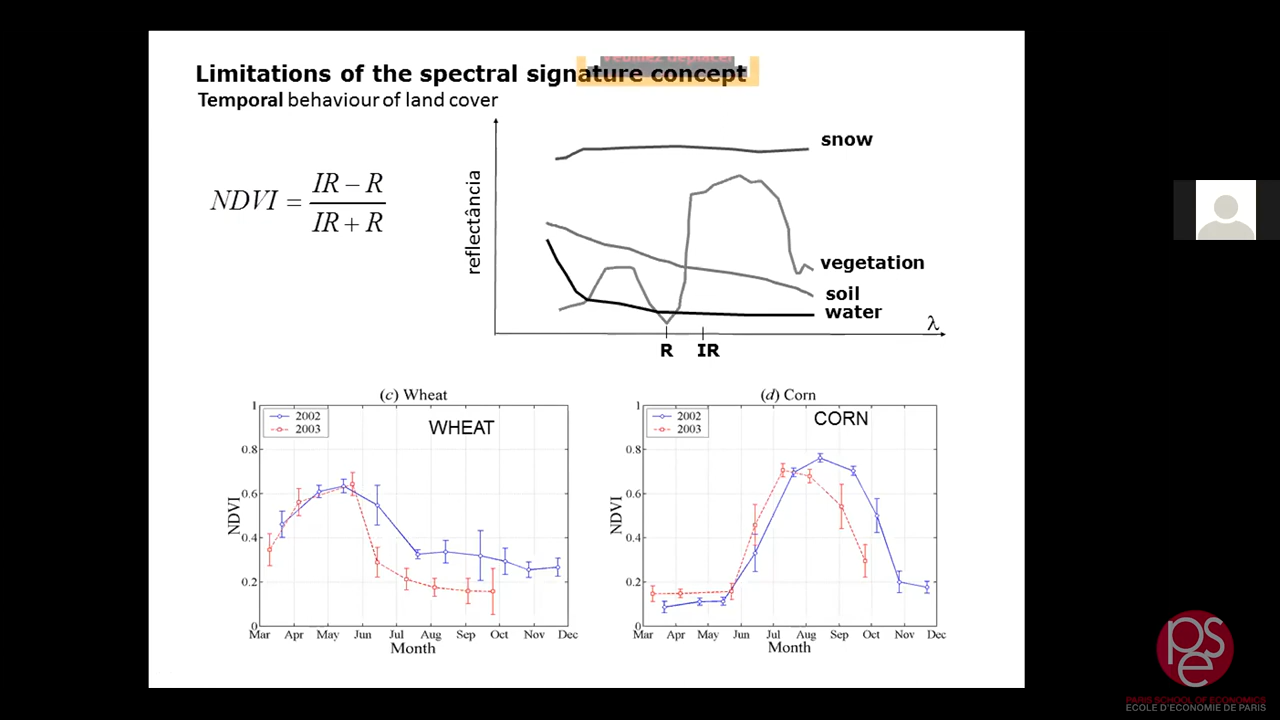 Veuillez déplacer
Limitations of the spectral signature concept
Temporal behaviour of land cover
NDVI = IR − R / IR + R
reflectância
snow
vegetation
soil
water
λ
R IR
(c) Wheat
2002
2003
WHEAT
NDVI
1
0.8
0.6
0.4
0.2
0
Mar Apr May Jun Jul Aug Sep Oct Nov Dec
Month
(d) Corn
2002
2003
CORN
NDVI
1
0.8
0.6
0.4
0.2
0
Mar Apr May Jun Jul Aug Sep Oct Nov Dec
Month
pse
PARIS SCHOOL OF ECONOMICS
ECOLE D'ECONOMIE DE PARIS